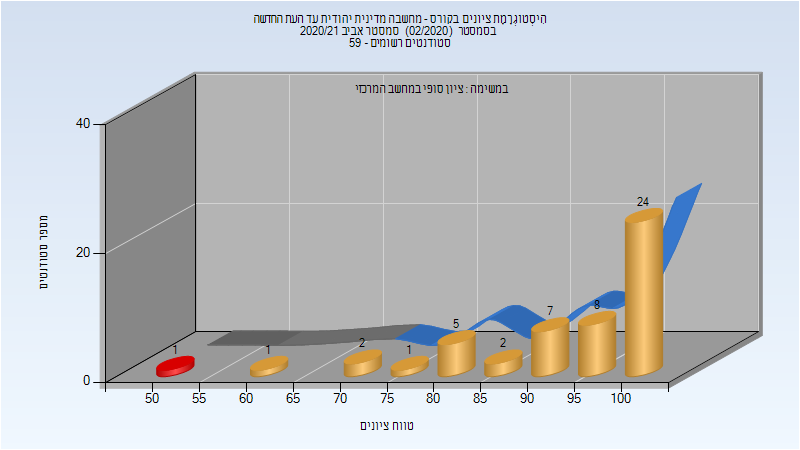 היסטוגרמת ציונים בקורס - מחשבה מדינית יהודית עד העת החדשה
בסמסטר (02/2020) סמסטר אביב 2020/21
סטודנטים רשומים - 59
במשימה : ציון סופי במחשב המרכזי
מספר סטודנטים
40
20
0
1
1
2
1
5
2
7
8
24
50 55 60 65 70 75 80 85 90 95 100
טווח ציונים